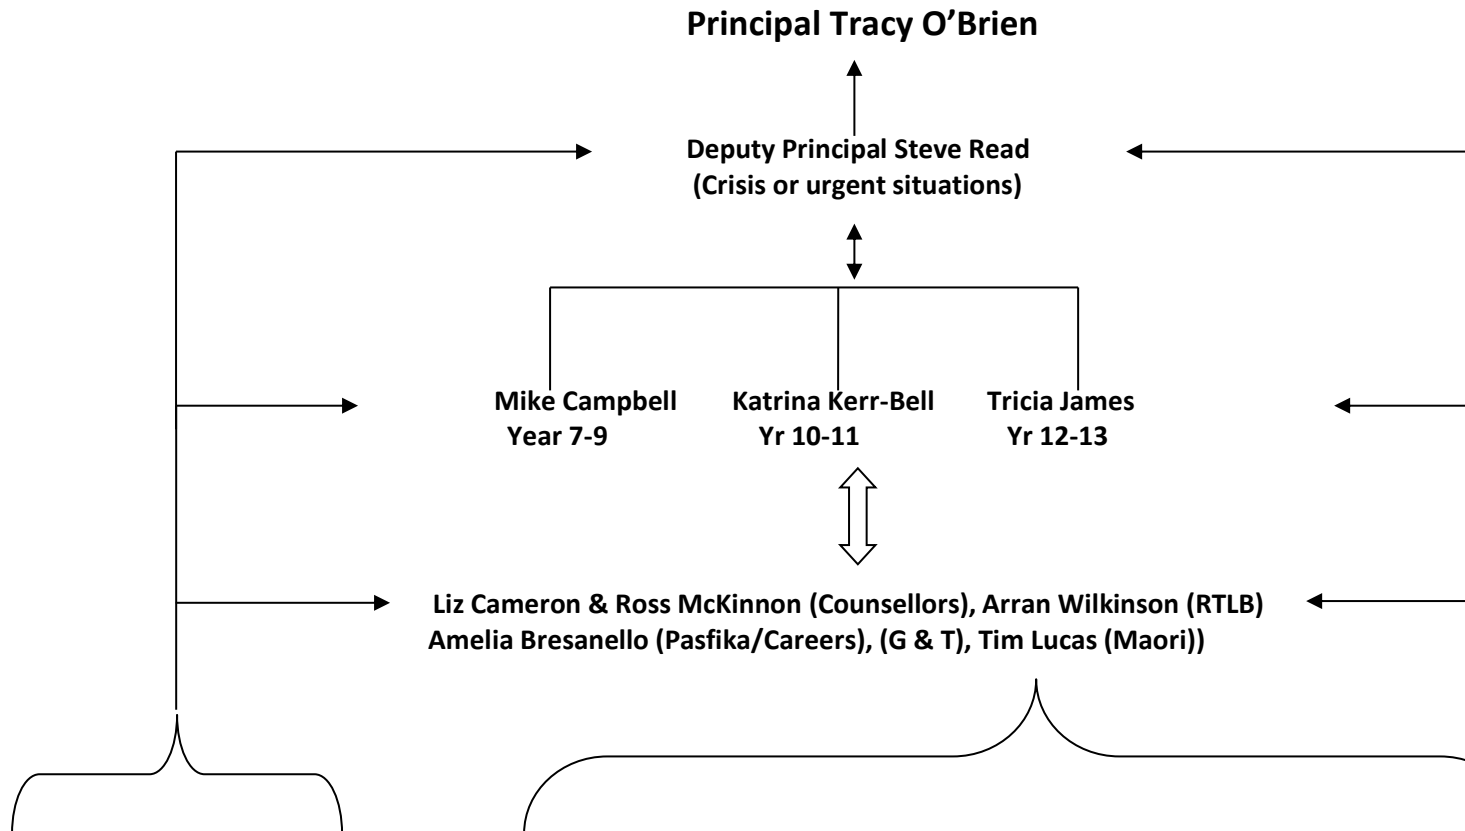 Principal Tracy O’Brien
Deputy Principal Steve Read
(Crisis or urgent situations)
Mike Campbell
Year 7-9
Katrina Kerr-Bell
Yr 10-11
Tricia James
Yr 12-13
Liz Cameron & Ross McKinnon (Counsellors), Arran Wilkinson (RTLB)
Amelia Bresanello (Pasfika/Careers), (G & T), Tim Lucas (Maori))